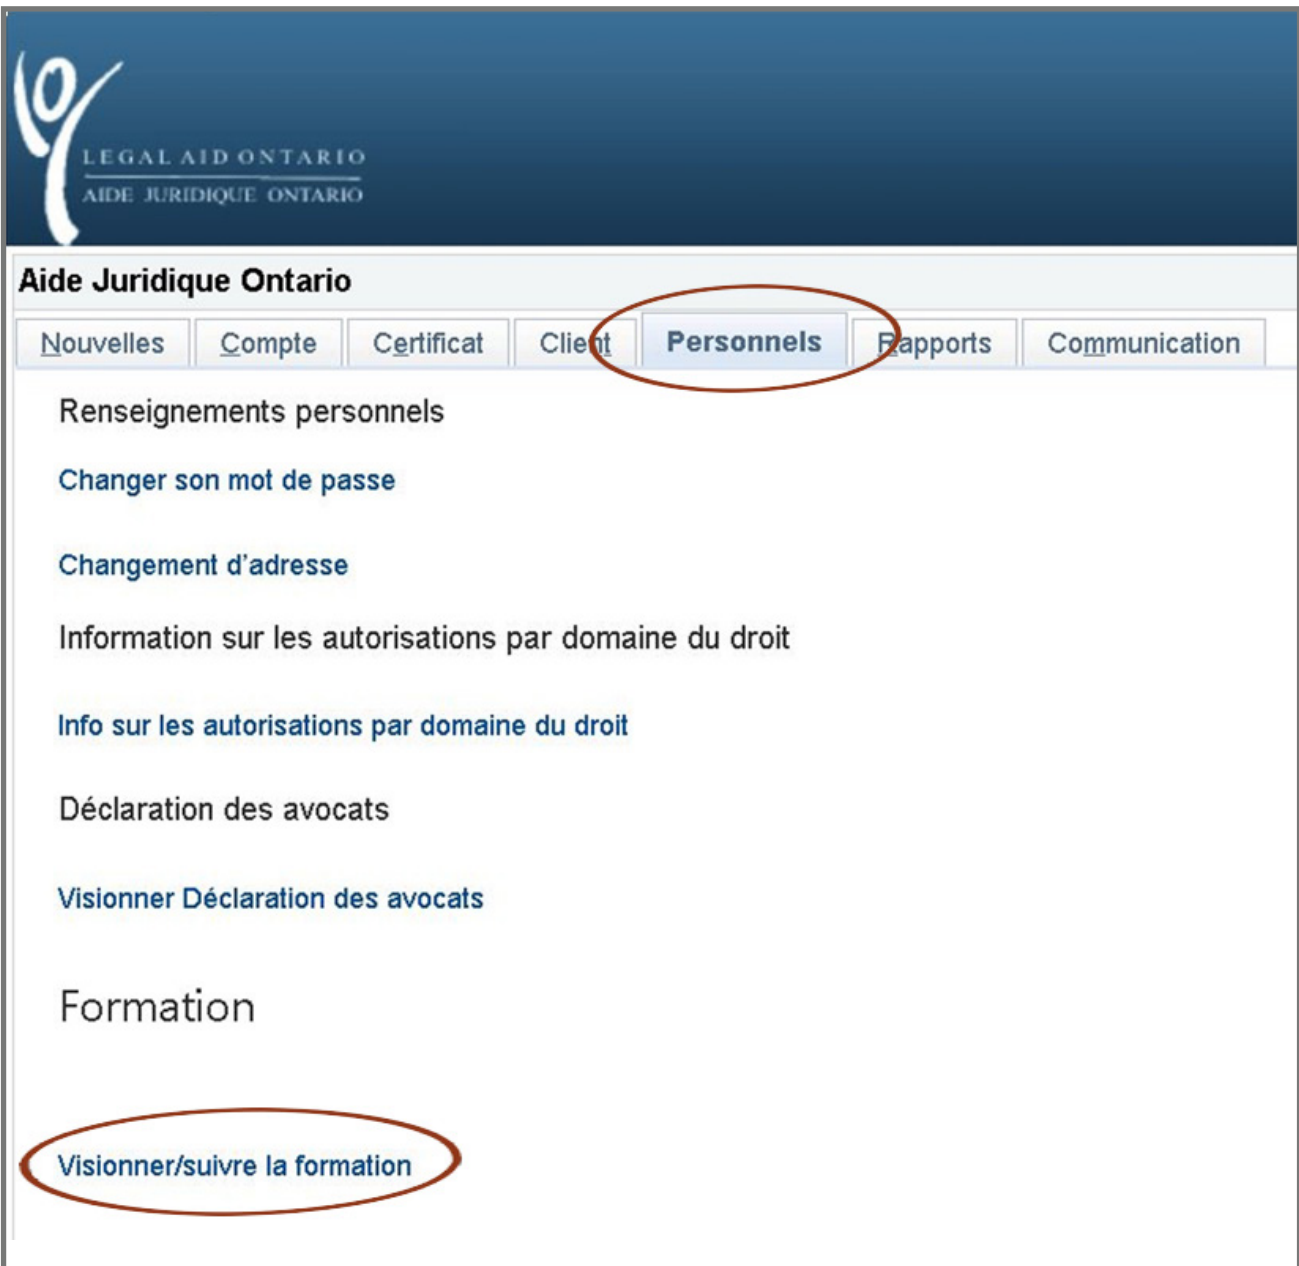 LEGAL AID ONTARIO
AIDE JURIDIQUE ONTARIO
Aide Juridique Ontario
Nouvelles Compte Certificat Client Personnels Rapports Communication
Renseignements personnels
Changer son mot de passe
Changement d’adresse
Information sur les autorisations par domaine du droit
Info sur les autorisations par domaine du droit
Déclaration des avocats
Visionner Déclaration des avocats
Formation
Visionner/suivre la formation